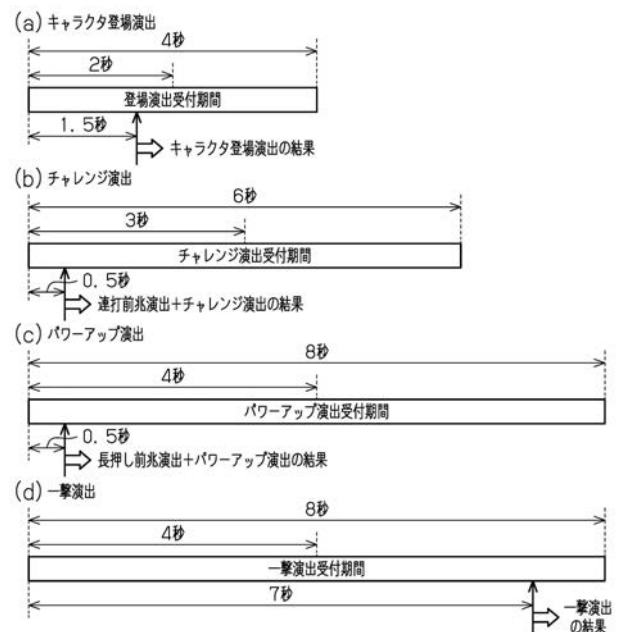 (a) キャラクタ登場演出
4秒
2秒
登場演出受付期間
1.5秒
キャラクタ登場演出の結果
(b) チャレンジ演出
6秒
3秒
チャレンジ演出受付期間
0.5秒
連打前兆演出+チャレンジ演出の結果
(c) パワーアップ演出
8秒
4秒
パワーアップ演出受付期間
0.5秒
長押し前兆演出+パワーアップ演出の結果
(d) 一撃演出
8秒
4秒
一撃演出受付期間
7秒
一撃演出
の結果